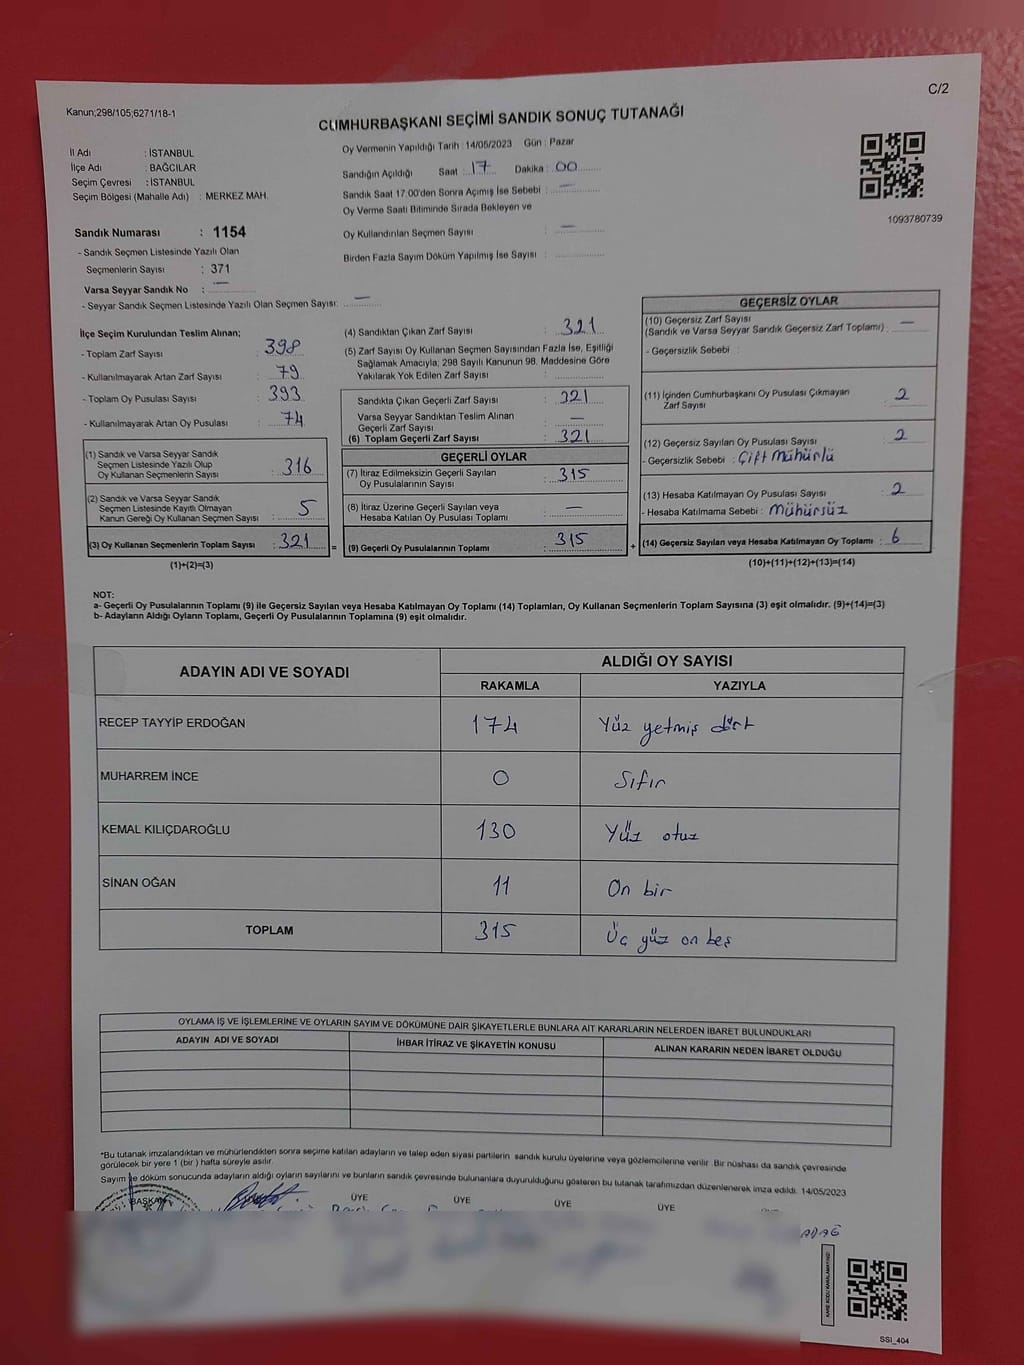 C/2
Kanun;298/105;6271/18-1
CUMHURBAŞKANI SEÇİMİ SANDIK SONUÇ TUTANAĞI
İl Adı : İSTANBUL
İlçe Adı : BAĞCILAR
Seçim Çevresi : İSTANBUL
Seçim Bölgesi (Mahalle Adı) : MERKEZ MAH.
Oy Vermenin Yapıldığı Tarih : 14/05/2023 Gün : Pazar
Sandığın Açıldığı Saat : 17 Dakika : 00
Sandık Saat 17:00'den Sonra Açımış İse Sebebi : —
Oy Verme Saati Bitiminde Sırada Bekleyen ve
Oy Kullandırılan Seçmen Sayısı : —
Birden Fazla Sayım Döküm Yapılmış İse Sayısı :
1093780739
Sandık Numarası : 1154
- Sandık Seçmen Listesinde Yazılı Olan
Seçmenlerin Sayısı : 371
Varsa Seyyar Sandık No : —
- Seyyar Sandık Seçmen Listesinde Yazılı Olan Seçmen Sayısı: —
İlçe Seçim Kurulundan Teslim Alınan;
- Toplam Zarf Sayısı : 398
- Kullanılmayarak Artan Zarf Sayısı : 79
- Toplam Oy Pusulası Sayısı : 393
- Kullanılmayarak Artan Oy Pusulası : 74
(1) Sandık ve Varsa Seyyar Sandık
Seçmen Listesinde Yazılı Olup
Oy Kullanan Seçmenlerin Sayısı : 316
(2) Sandık ve Varsa Seyyar Sandık
Seçmen Listesinde Kayıtlı Olmayan
Kanun Gereği Oy Kullanan Seçmen Sayısı : 5
(3) Oy Kullanan Seçmenlerin Toplam Sayısı : 321 =
(1)+(2)=(3)
(4) Sandıktan Çıkan Zarf Sayısı : 321
(5) Zarf Sayısı Oy Kullanan Seçmen Sayısından Fazla İse, Eşitliği
Sağlamak Amacıyla; 298 Sayılı Kanunun 98. Maddesine Göre
Yakılarak Yok Edilen Zarf Sayısı :
Sandıkta Çıkan Geçerli Zarf Sayısı : 321
Varsa Seyyar Sandıktan Teslim Alınan
Geçerli Zarf Sayısı : —
(6) Toplam Geçerli Zarf Sayısı : 321
GEÇERLİ OYLAR
(7) İtiraz Edilmeksizin Geçerli Sayılan
Oy Pusulalarının Sayısı : 315
(8) İtiraz Üzerine Geçerli Sayılan veya
Hesaba Katılan Oy Pusulası Toplamı : —
(9) Geçerli Oy Pusulalarının Toplamı : 315 +
GEÇERSİZ OYLAR
(10) Geçersiz Zarf Sayısı
(Sandık ve Varsa Seyyar Sandık Geçersiz Zarf Toplamı) : —
- Geçersizlik Sebebi :
(11) İçinden Cumhurbaşkanı Oy Pusulası Çıkmayan
Zarf Sayısı : 2
(12) Geçersiz Sayılan Oy Pusulası Sayısı : 2
- Geçersizlik Sebebi : Çift Mühürlü
(13) Hesaba Katılmayan Oy Pusulası Sayısı : 2
- Hesaba Katılmama Sebebi : Mühürsüz
(14) Geçersiz Sayılan veya Hesaba Katılmayan Oy Toplamı : 6
(10)+(11)+(12)+(13)=(14)
NOT:
a- Geçerli Oy Pusulalarının Toplamı (9) ile Geçersiz Sayılan veya Hesaba Katılmayan Oy Toplamı (14) Toplamları, Oy Kullanan Seçmenlerin Toplam Sayısına (3) eşit olmalıdır. (9)+(14)=(3)
b- Adayların Aldığı Oyların Toplamı, Geçerli Oy Pusulalarının Toplamına (9) eşit olmalıdır.
ADAYIN ADI VE SOYADI ALDIĞI OY SAYISI
RAKAMLA YAZIYLA
RECEP TAYYİP ERDOĞAN 174 Yüz yetmiş dört
MUHARREM İNCE 0 Sıfır
KEMAL KILIÇDAROĞLU 130 Yüz otuz
SİNAN OĞAN 11 On bir
TOPLAM 315 Üç yüz on beş
OYLAMA İŞ VE İŞLEMLERİNE VE OYLARIN SAYIM VE DÖKÜMÜNE DAİR ŞİKAYETLERLE BUNLARA AİT KARARLARIN NELERDEN İBARET BULUNDUKLARI
ADAYIN ADI VE SOYADI İHBAR İTİRAZ VE ŞİKAYETİN KONUSU ALINAN KARARIN NEDEN İBARET OLDUĞU
*Bu tutanak imzalandıktan ve mühürlendikten sonra seçime katılan adayların ve talep eden siyasi partilerin sandık kurulu üyelerine veya gözlemcilerine verilir. Bir nüshası da sandık çevresinde
görülecek bir yere 1 (bir ) hafta süreyle asılır.
Sayım ve döküm sonucunda adayların aldığı oyların sayılarını ve bunların sandık çevresinde bulunanlara duyurulduğunu gösteren bu tutanak tarafımızdan düzenlenerek imza edildi. 14/05/2023
BAŞKAN ÜYE ÜYE ÜYE ÜYE
SSI_404